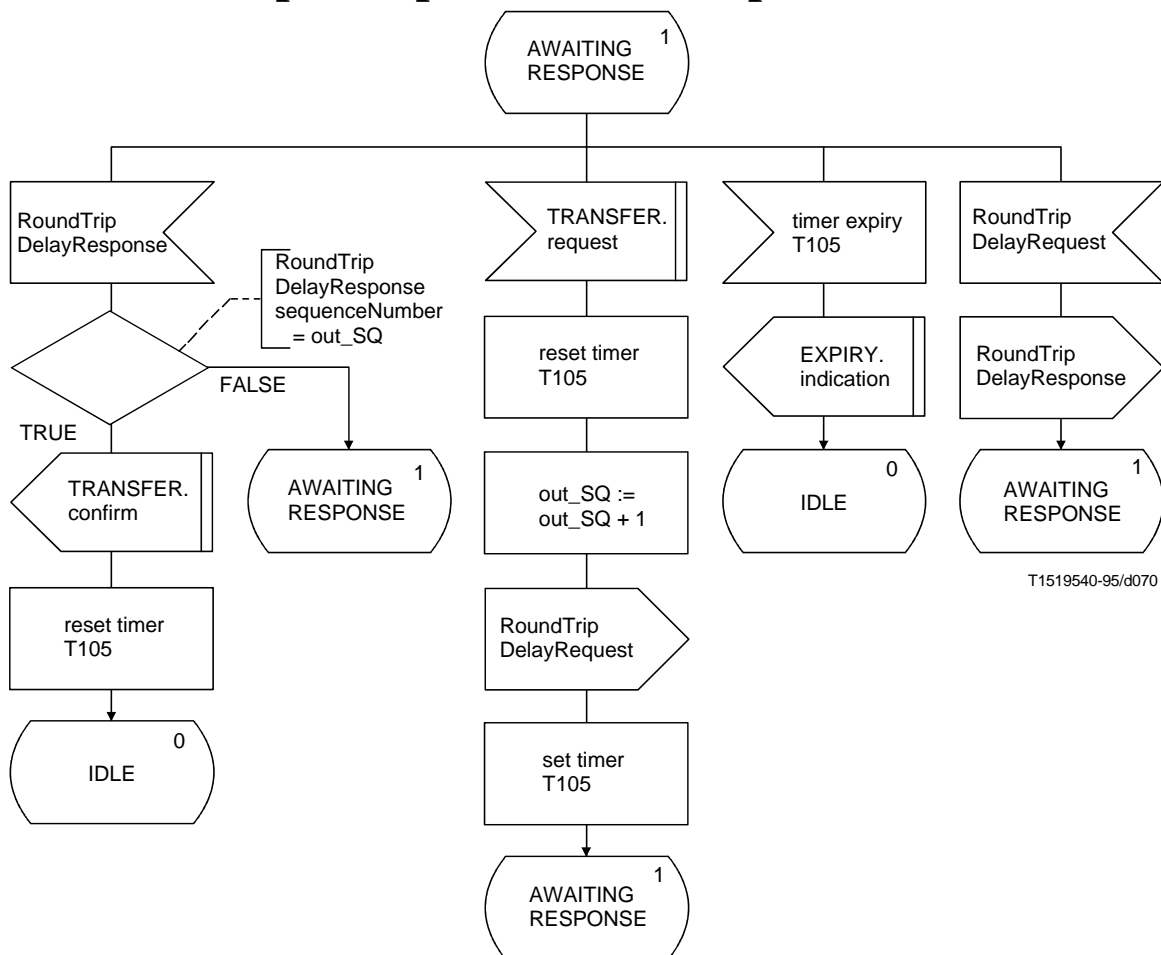 1
AWAITING
RESPONSE
RoundTrip
DelayResponse
RoundTrip
DelayResponse
sequenceNumber
= out_SQ
FALSE
TRUE
TRANSFER.
confirm
reset timer
T105
0
IDLE
1
AWAITING
RESPONSE
TRANSFER.
request
reset timer
T105
out_SQ :=
out_SQ + 1
RoundTrip
DelayRequest
set timer
T105
1
AWAITING
RESPONSE
timer expiry
T105
EXPIRY.
indication
0
IDLE
RoundTrip
DelayRequest
RoundTrip
DelayResponse
1
AWAITING
RESPONSE
T1519540-95/d070